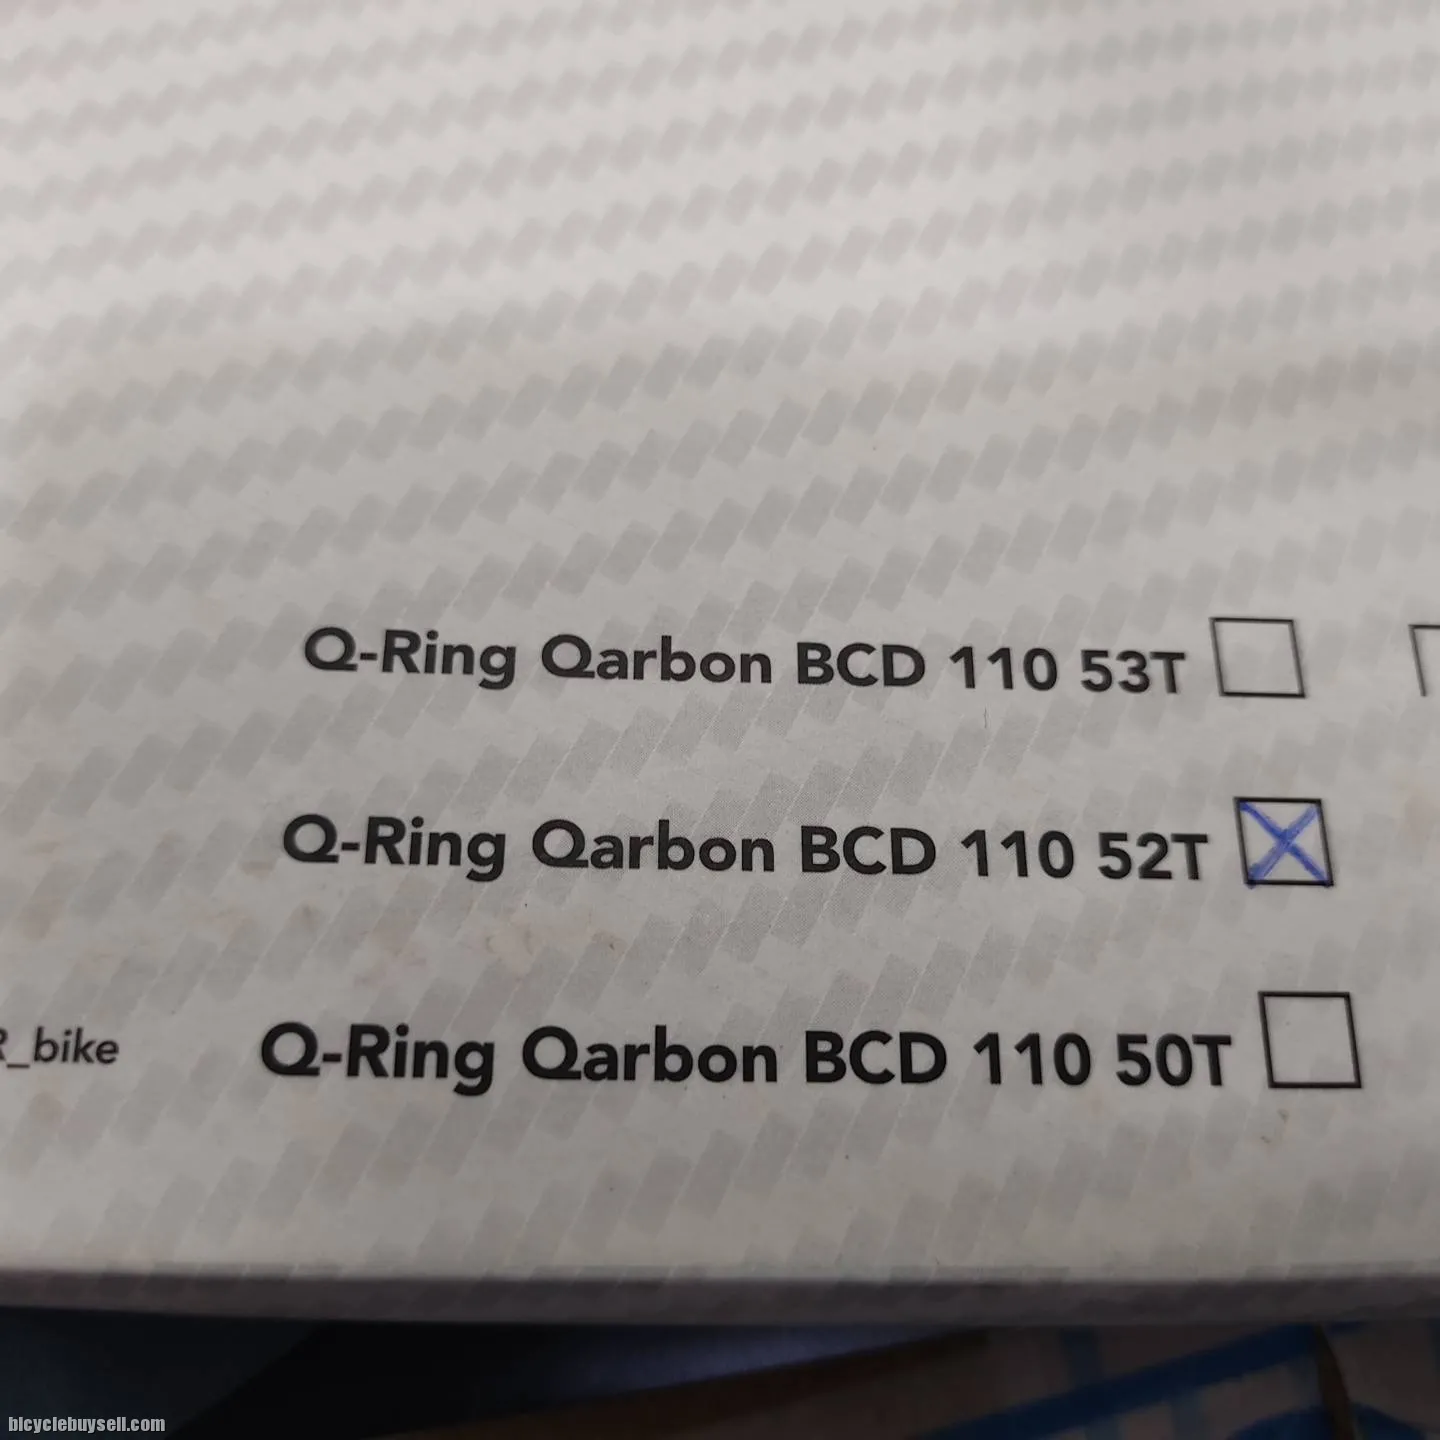 Q-Ring Qarbon BCD 110 53T
Q-Ring Qarbon BCD 110 52T
_bike
Q-Ring Qarbon BCD 110 50T
bicyclebuysell.com